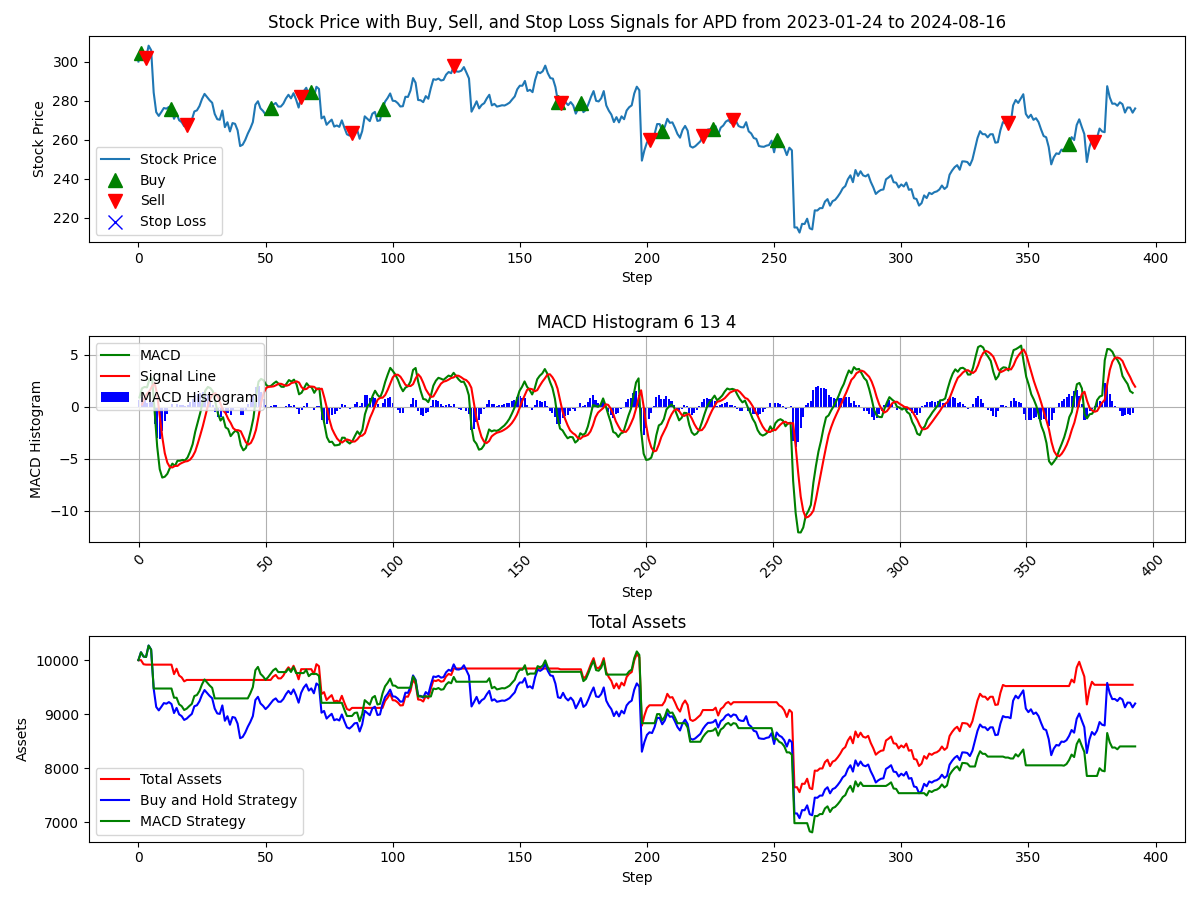 Stock Price with Buy, Sell, and Stop Loss Signals for APD from 2023-01-24 to 2024-08-16
Stock Price
300
280
260
240
220
Stock Price
Buy
Sell
Stop Loss
0 50 100 150 200 250 300 350 400
Step
MACD Histogram 6 13 4
MACD Histogram
5
0
−5
−10
MACD
Signal Line
MACD Histogram
0 50 100 150 200 250 300 350 400
Step
Total Assets
Assets
10000
9000
8000
7000
Total Assets
Buy and Hold Strategy
MACD Strategy
0 50 100 150 200 250 300 350 400
Step